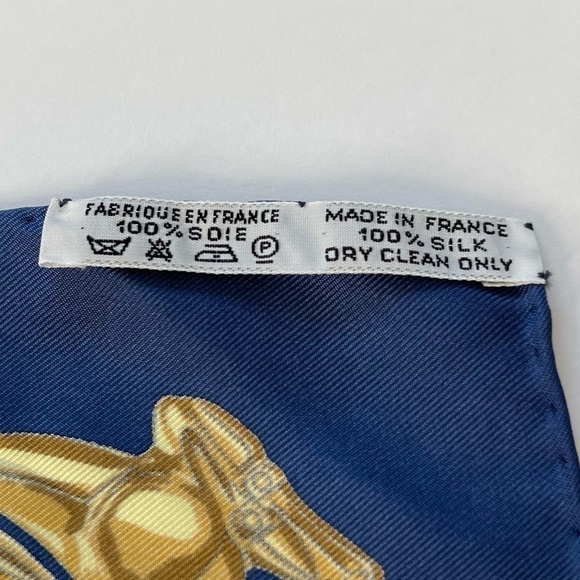 FABRIQUE EN FRANCE
100% SOIE
P
MADE IN FRANCE
100% SILK
DRY CLEAN ONLY